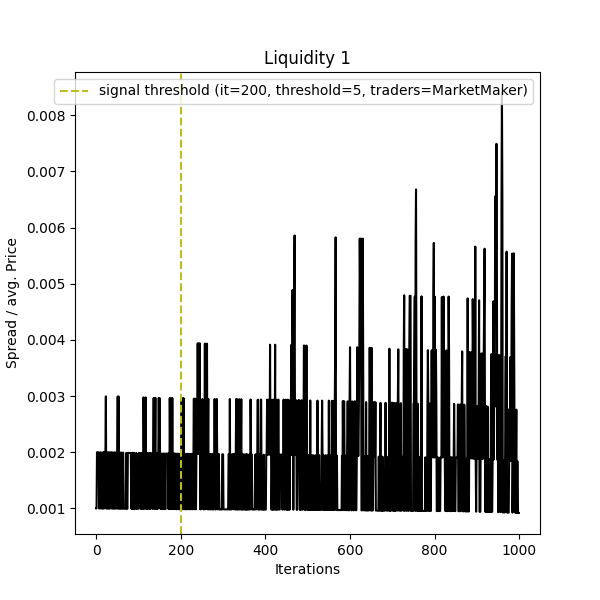 Liquidity 1
signal threshold (it=200, threshold=5, traders=MarketMaker)
0.008
0.007
0.006
0.005
0.004
0.003
0.002
0.001
Spread / avg. Price
0 200 400 600 800 1000
Iterations